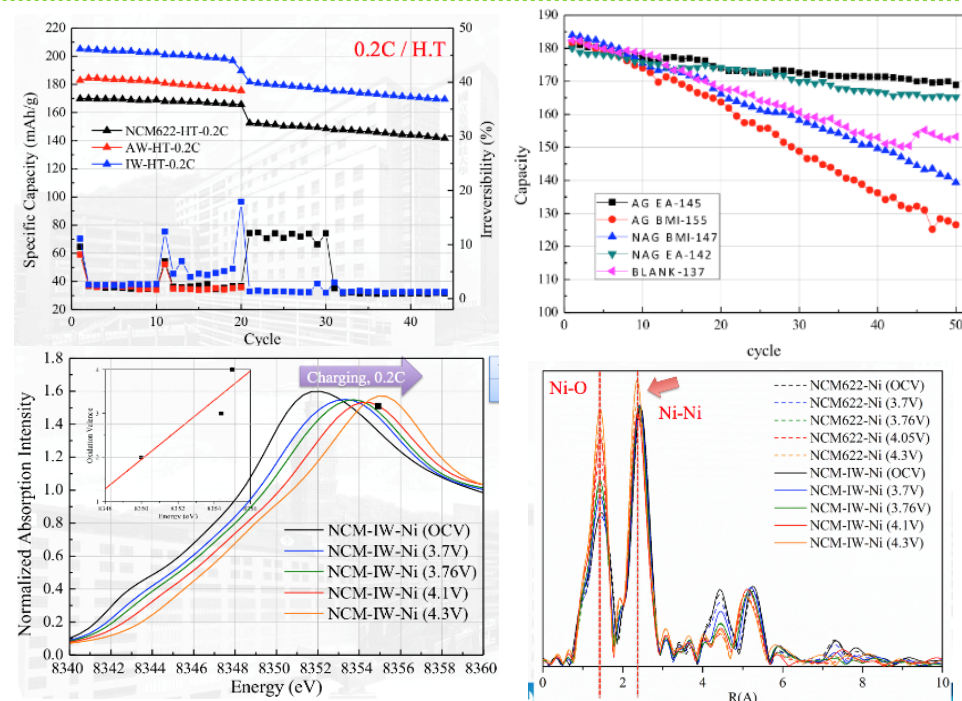 0.2C / H.T
Specific Capacity (mAh/g)
220
200
180
160
140
120
100
80
60
40
20
NCM622-HT-0.2C
AW-HT-0.2C
IW-HT-0.2C
50
40
30
20
10
0
Irreversibility (%)
0 10 20 30 40
Cycle
Capacity
190
180
170
160
150
140
130
120
110
100
AG EA-145
AG BMI-155
NAG BMI-147
NAG EA-142
BLANK-137
0 10 20 30 40 50
cycle
Normalized Absorption Intensity
1.8
1.6
1.4
1.2
1.0
0.8
0.6
0.4
0.2
0.0
Charging, 0.2C
Oxidation Valence
4
3
2
1
8348 8350 8352 8354
Energy (eV)
NCM-IW-Ni (OCV)
NCM-IW-Ni (3.7V)
NCM-IW-Ni (3.76V)
NCM-IW-Ni (4.1V)
NCM-IW-Ni (4.3V)
8340 8342 8344 8346 8348 8350 8352 8354 8356 8358 8360
Energy (eV)
Ni-O
Ni-Ni
NCM622-Ni (OCV)
NCM622-Ni (3.7V)
NCM622-Ni (3.76V)
NCM622-Ni (4.05V)
NCM622-Ni (4.3V)
NCM-IW-Ni (OCV)
NCM-IW-Ni (3.7V)
NCM-IW-Ni (3.76V)
NCM-IW-Ni (4.1V)
NCM-IW-Ni (4.3V)
0 2 4 6 8 10
R(A)